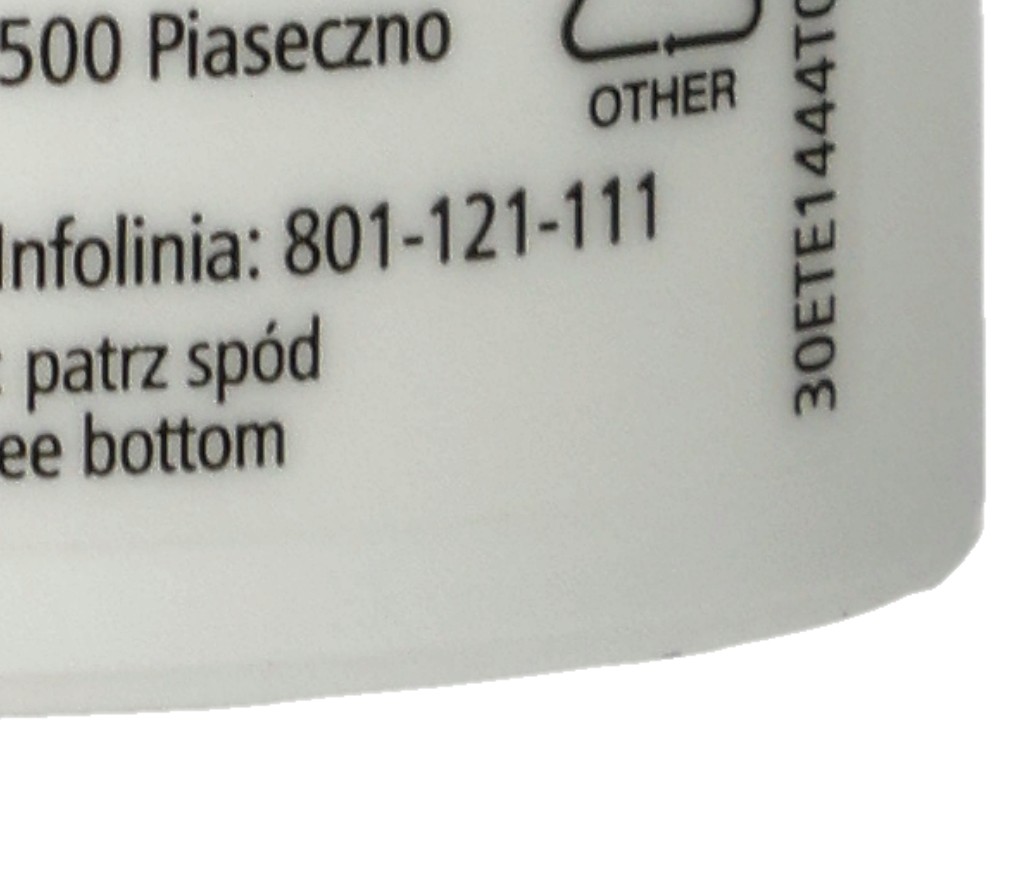 500 Piaseczno
OTHER
Infolinia: 801-121-111
: patrz spód
ee bottom
30ETE1444T